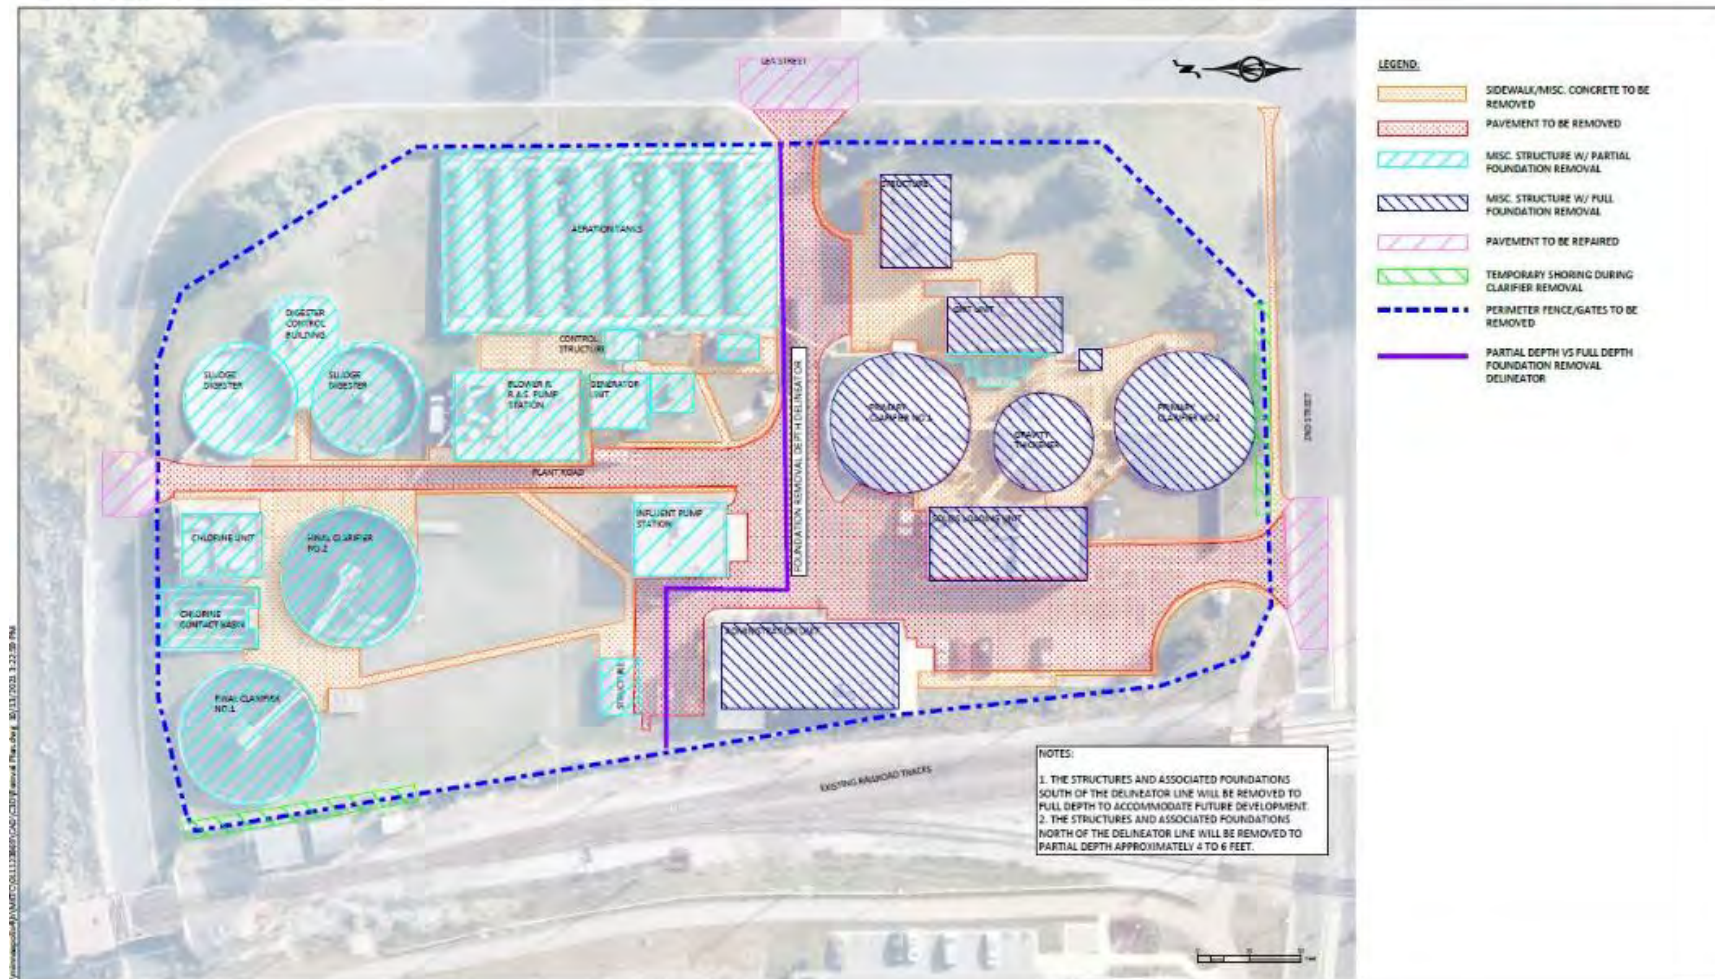 LEA STREET
N
LEGEND:
SIDEWALK/MISC. CONCRETE TO BE
REMOVED
PAVEMENT TO BE REMOVED
MISC. STRUCTURE W/ PARTIAL
FOUNDATION REMOVAL
MISC. STRUCTURE W/ FULL
FOUNDATION REMOVAL
PAVEMENT TO BE REPAIRED
TEMPORARY SHORING DURING
CLARIFIER REMOVAL
PERIMETER FENCE/GATES TO BE
REMOVED
PARTIAL DEPTH VS FULL DEPTH
FOUNDATION REMOVAL
DELINEATOR
STRUCTURE
AERATION TANKS
DIGESTER
CONTROL
BUILDING
GRIT UNIT
CONTROL
STRUCTURE
SLUDGE
DIGESTER
SLUDGE
DIGESTER
BLOWER &
R.A.S. PUMP
STATION
GENERATOR
UNIT
FOUNDATION REMOVAL DEPTH DELINEATOR
PRIMARY
CLARIFIER NO.1
GRAVITY
THICKENER
PRIMARY
CLARIFIER NO.2
2ND STREET
PLANT ROAD
INFLUENT PUMP
STATION
SOLIDS LOADING UNIT
CHLORINE UNIT
FINAL CLARIFIER
NO.2
CHLORINE
CONTACT BASIN
ADMINISTRATION UNIT
STRUCTURE
FINAL CLARIFIER
NO.1
EXISTING RAILROAD TRACKS
NOTES:
1. THE STRUCTURES AND ASSOCIATED FOUNDATIONS
SOUTH OF THE DELINEATOR LINE WILL BE REMOVED TO
FULL DEPTH TO ACCOMMODATE FUTURE DEVELOPMENT.
2. THE STRUCTURES AND ASSOCIATED FOUNDATIONS
NORTH OF THE DELINEATOR LINE WILL BE REMOVED TO
PARTIAL DEPTH APPROXIMATELY 4 TO 6 FEET.